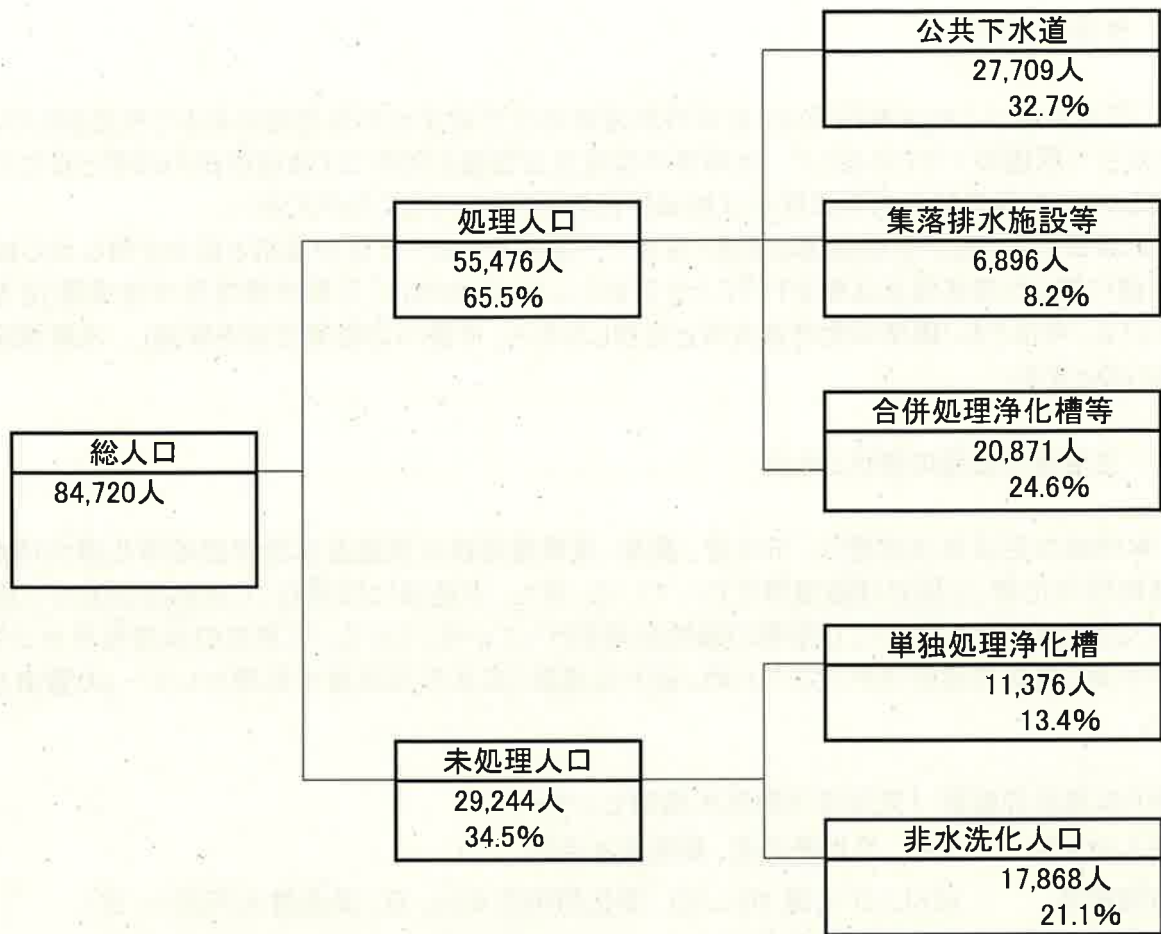 公共下水道
27,709人
32.7%
処理人口
55,476人
65.5%
集落排水施設等
6,896人
8.2%
合併処理浄化槽等
20,871人
24.6%
総人口
84,720人
単独処理浄化槽
11,376人
13.4%
未処理人口
29,244人
34.5%
非水洗化人口
17,868人
21.1%